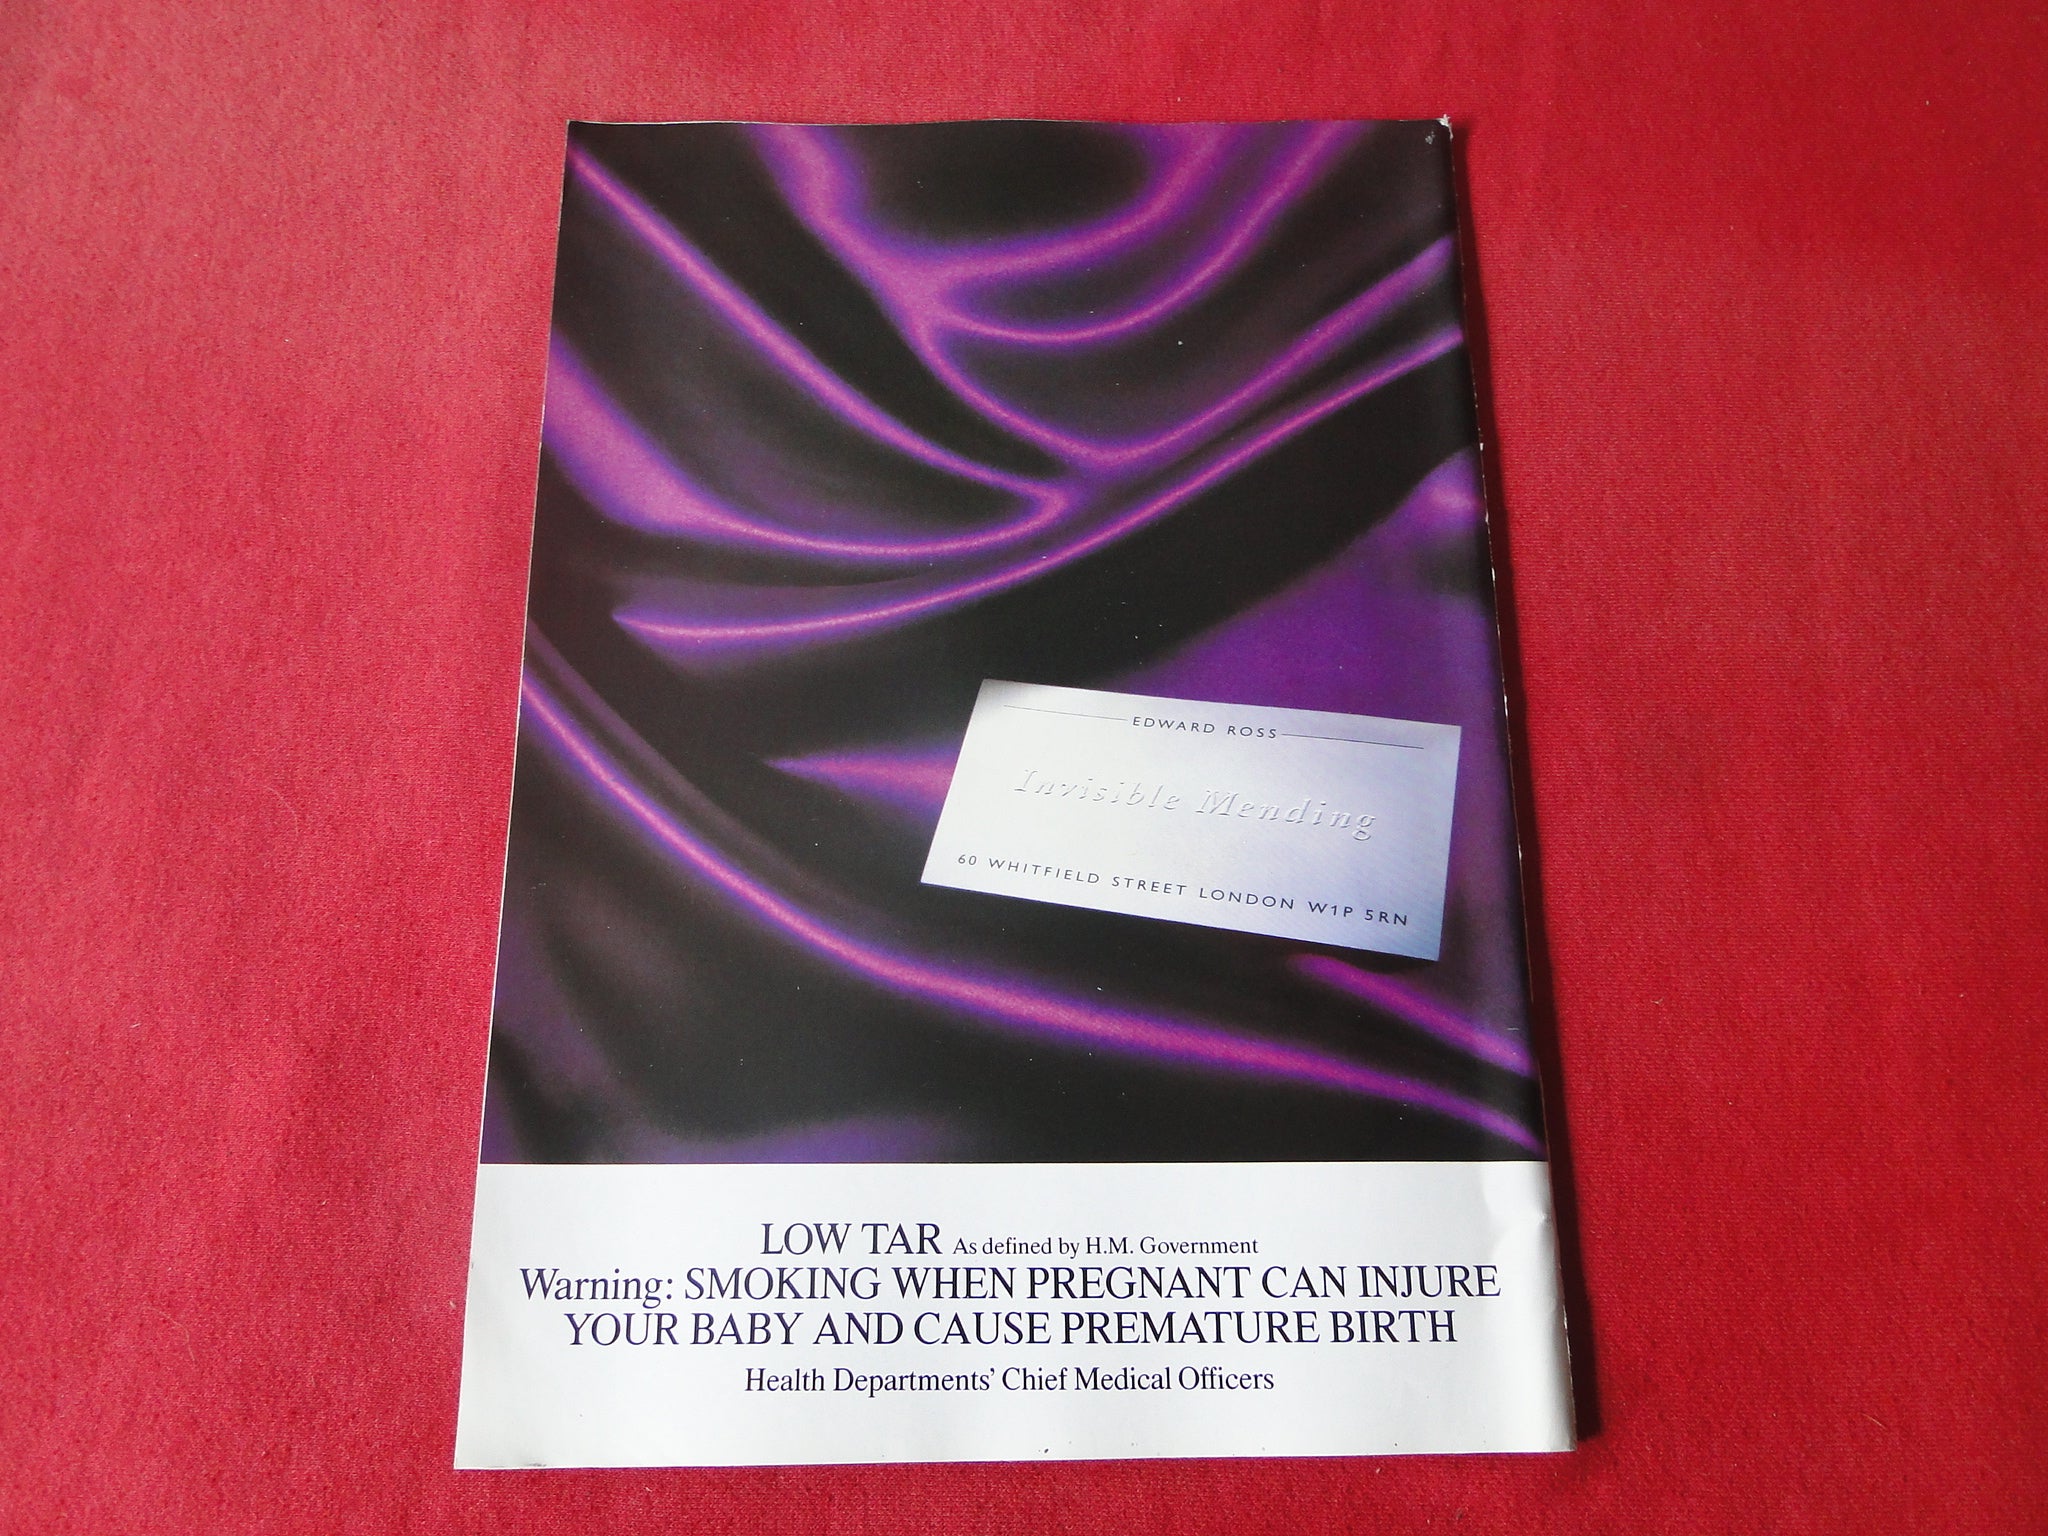 EDWARD ROSS
Invisible Mending
60 WHITFIELD STREET LONDON W1P 5RN
LOW TAR As defined by H.M. Government
Warning: SMOKING WHEN PREGNANT CAN INJURE
YOUR BABY AND CAUSE PREMATURE BIRTH
Health Departments’ Chief Medical Officers